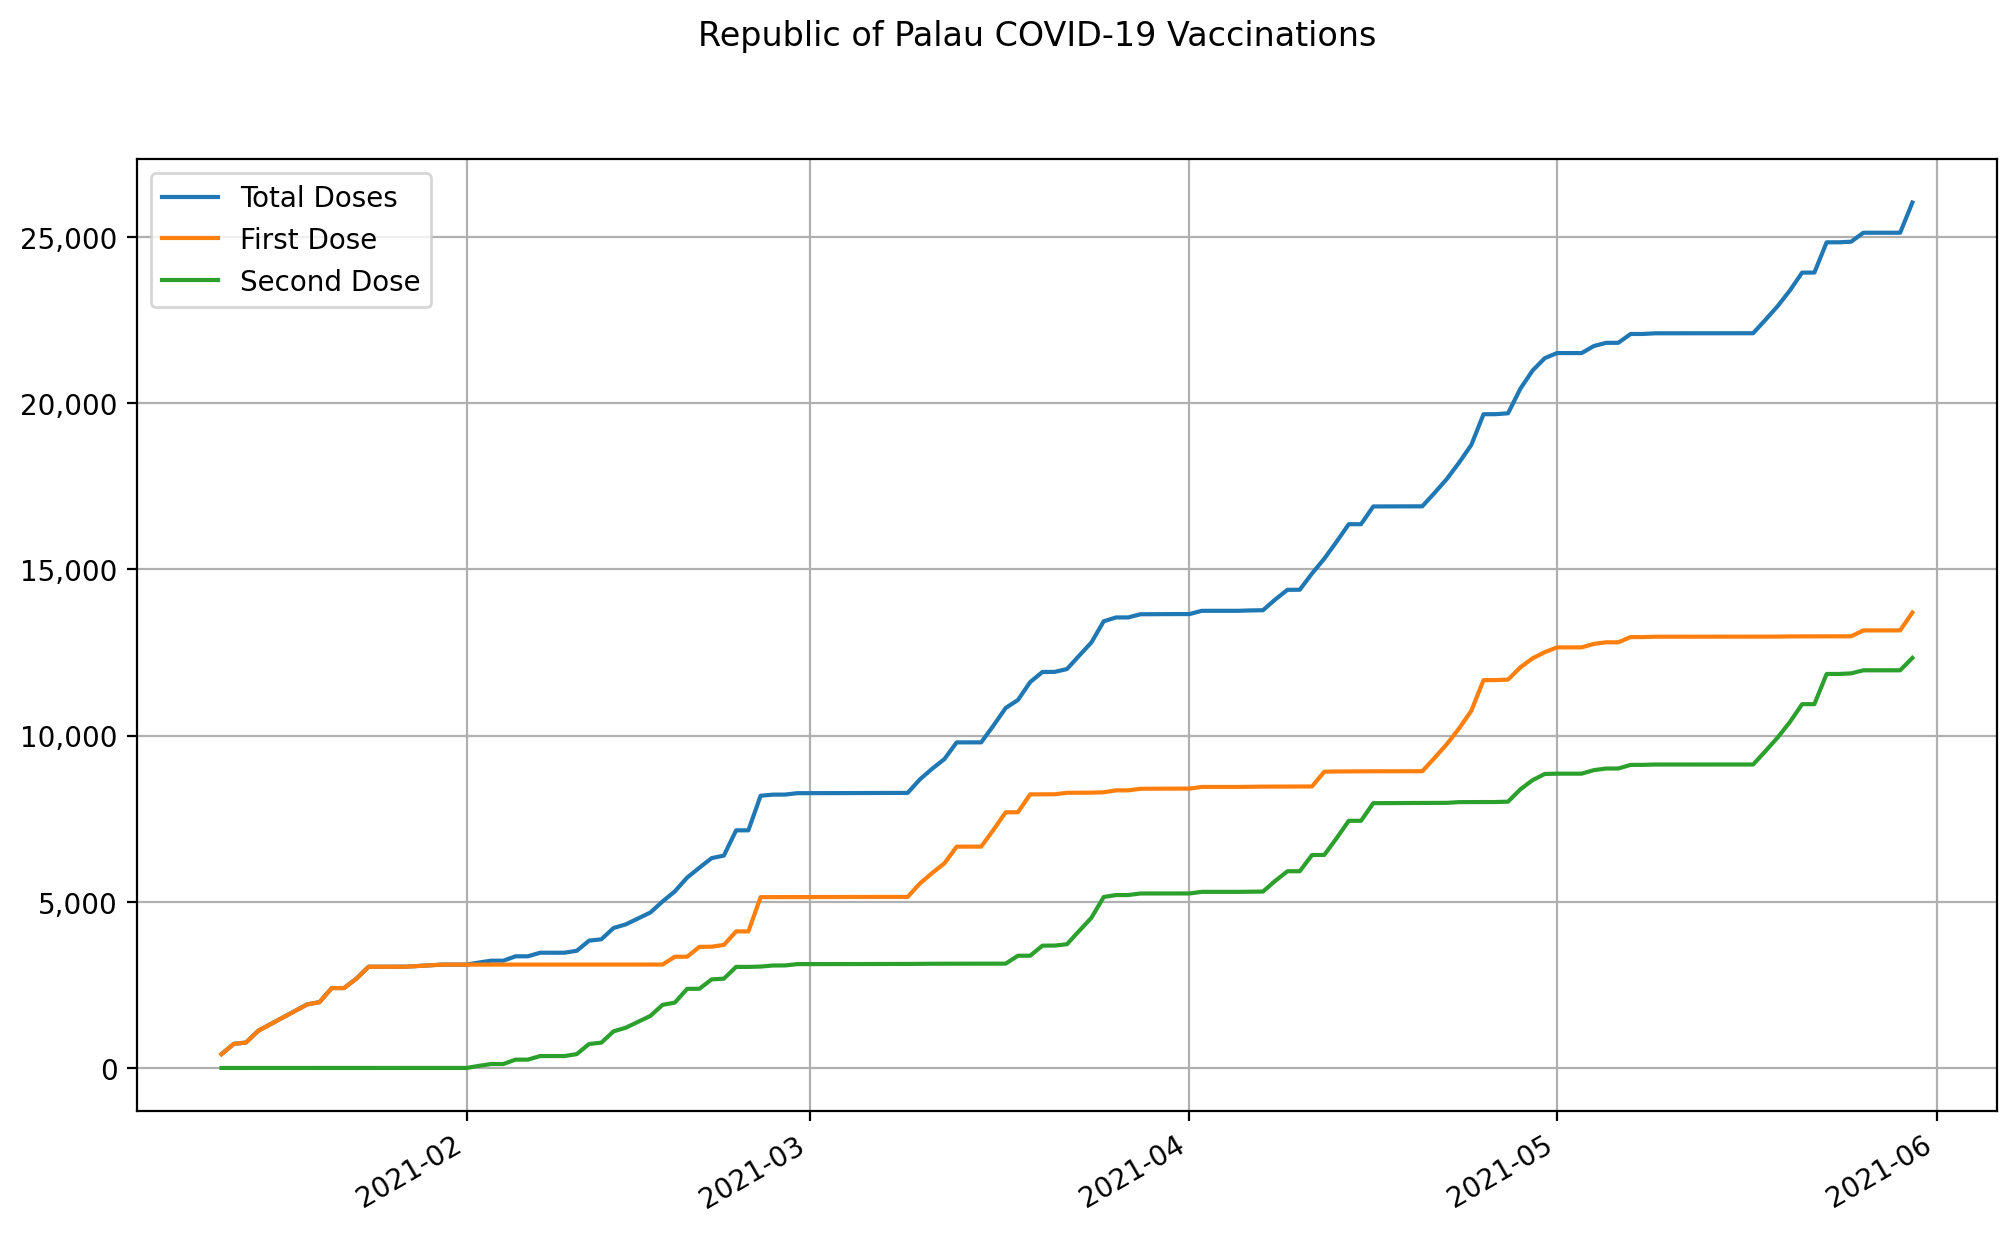 Republic of Palau COVID-19 Vaccinations
Total Doses
First Dose
Second Dose
25,000
20,000
15,000
10,000
5,000
0
2021-02
2021-03
2021-04
2021-05
2021-06